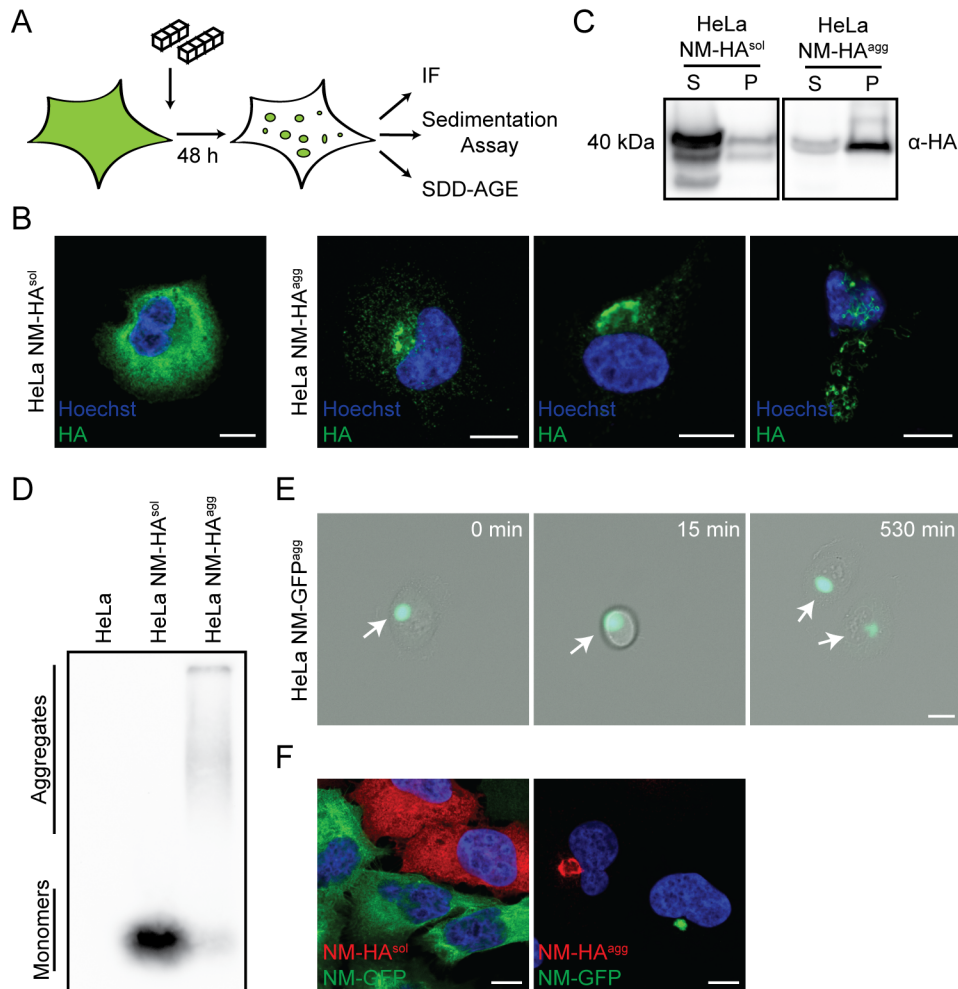 A
48 h
IF
Sedimentation
Assay
SDD-AGE
C
HeLa
NM-HAsol
HeLa
NM-HAagg
S P S P
40 kDa
α-HA
B
HeLa NM-HAsol
Hoechst
HA
HeLa NM-HAagg
Hoechst
HA
Hoechst
HA
Hoechst
HA
D
HeLa
HeLa NM-HAsol
HeLa NM-HAagg
Aggregates
Monomers
E
HeLa NM-GFPagg
0 min
15 min
530 min
F
NM-HAsol
NM-GFP
NM-HAagg
NM-GFP